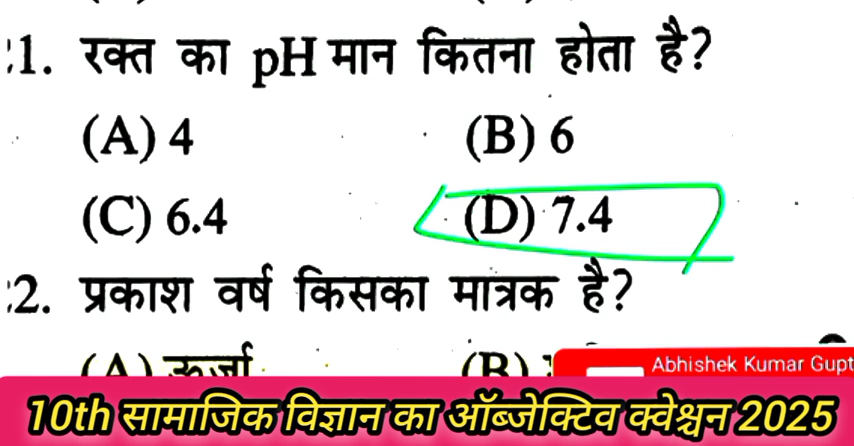 :1. रक्त का pH मान कितना होता है?
(A) 4 (B) 6
(C) 6.4 (D) 7.4
:2. प्रकाश वर्ष किसका मात्रक है?
(A) ऊर्जा (B)
Abhishek Kumar Gupt
10th सामाजिक विज्ञान का ऑब्जेक्टिव क्वेश्चन 2025